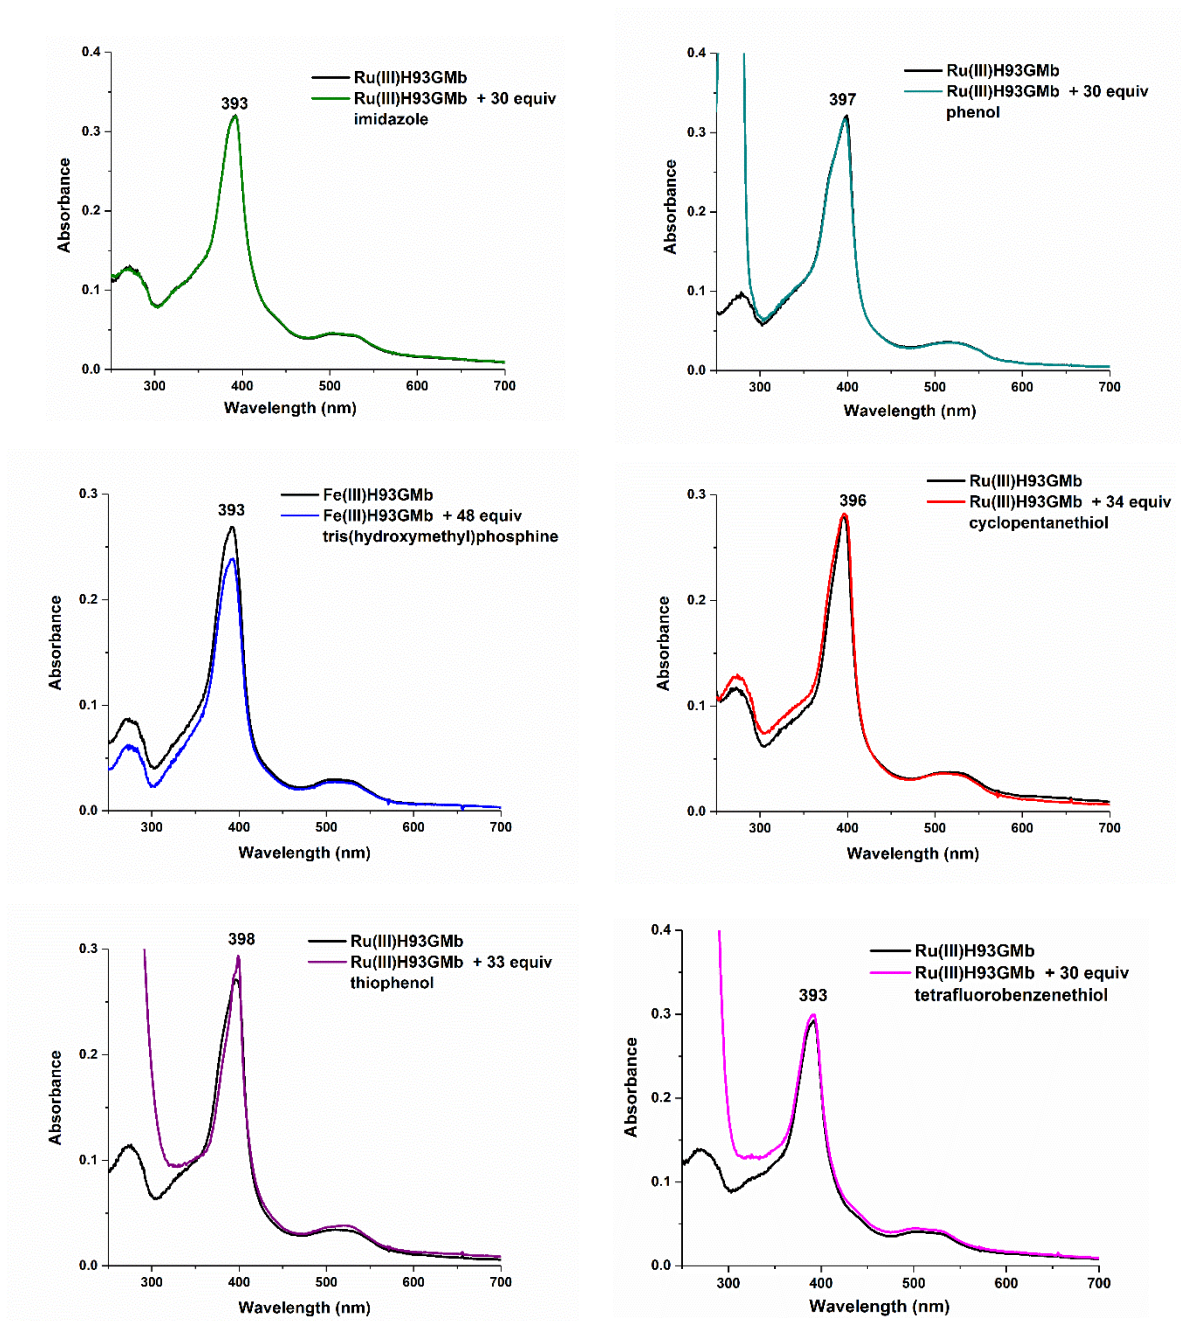 0.4
0.3
0.2
0.1
0.0
Absorbance
393
Ru(III)H93GMb
Ru(III)H93GMb + 30 equiv
imidazole
300 400 500 600 700
Wavelength (nm)
0.4
0.3
0.2
0.1
0.0
Absorbance
397
Ru(III)H93GMb
Ru(III)H93GMb + 30 equiv
phenol
300 400 500 600 700
Wavelength (nm)
0.3
0.2
0.1
0.0
Absorbance
393
Fe(III)H93GMb
Fe(III)H93GMb + 48 equiv
tris(hydroxymethyl)phosphine
300 400 500 600 700
Wavelength (nm)
0.3
0.2
0.1
0.0
Absorbance
396
Ru(III)H93GMb
Ru(III)H93GMb + 34 equiv
cyclopentanethiol
300 400 500 600 700
Wavelength (nm)
0.3
0.2
0.1
0.0
Absorbance
398
Ru(III)H93GMb
Ru(III)H93GMb + 33 equiv
thiophenol
300 400 500 600 700
Wavelength (nm)
0.4
0.3
0.2
0.1
0.0
Absorbance
393
Ru(III)H93GMb
Ru(III)H93GMb + 30 equiv
tetrafluorobenzenethiol
300 400 500 600 700
Wavelength (nm)